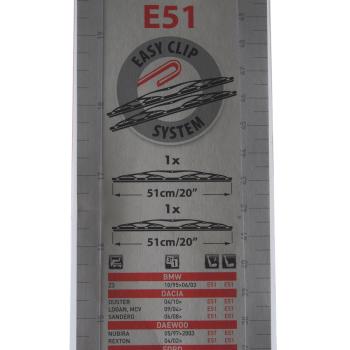 E51
EASY CLIP
SYSTEM
1x
51cm/20"
1x
51cm/20"
BMW
Z3 10/95>06/03 E51 E51
DACIA
DUSTER 04/10> E51 E51
LOGAN, MCV 09/04> E51 E51
SANDERO 06/08> E51 E51
DAEWOO
NUBIRA 05/97>2003 E51 E51
REXTON 04/02> E51 E51
FORD